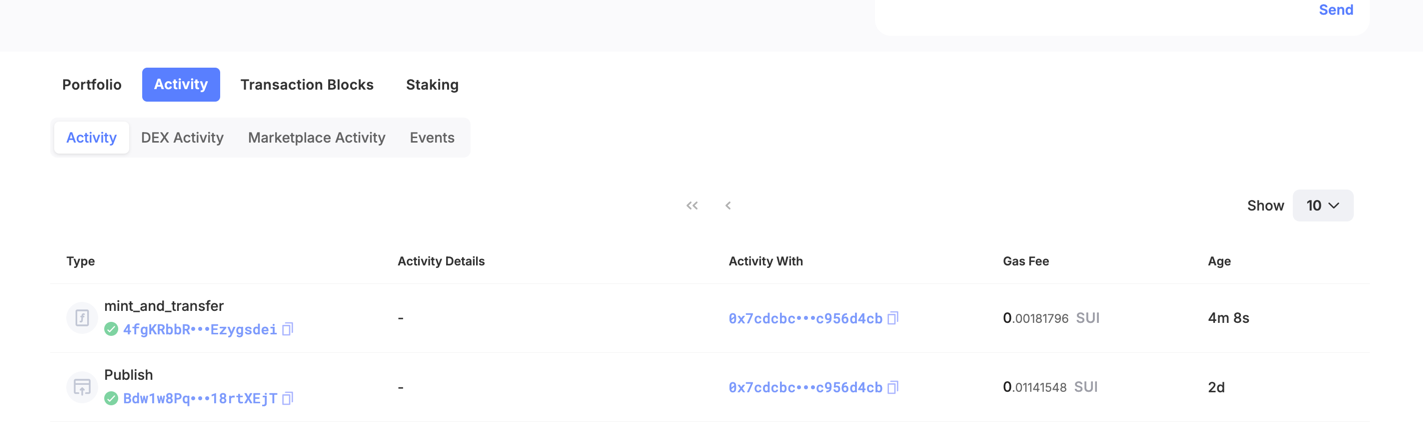 Send
Portfolio Activity Transaction Blocks Staking
Activity DEX Activity Marketplace Activity Events
Show 10
Type Activity Details Activity With Gas Fee Age
mint_and_transfer
4fgKRbbR•••Ezygsdei - 0x7cdcbc•••c956d4cb 0.00181796 SUI 4m 8s
Publish
Bdw1w8Pq•••18rtXEjT - 0x7cdcbc•••c956d4cb 0.01141548 SUI 2d